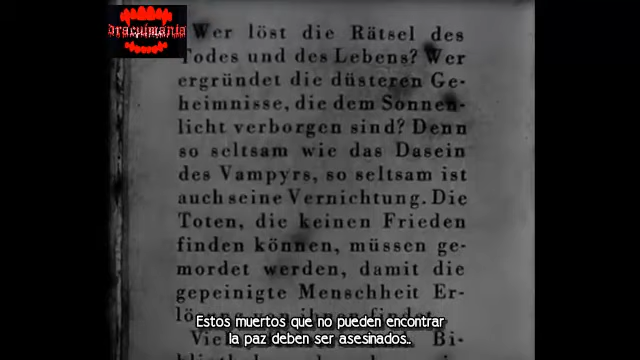 Draculmania
Wer löst die Rätsel des
Todes und des Lebens? Wer
ergründet die düsteren Ge-
heimnisse, die dem Sonnen-
licht verborgen sind? Denn
so seltsam wie das Dasein
des Vampyrs, so seltsam ist
auch seine Vernichtung. Die
Toten, die keinen Frieden
finden können, müssen ge-
mordet werden, damit die
gepeinigte Menschheit Er-
Estos muertos que no pueden encontrar
la paz deben ser asesinados..